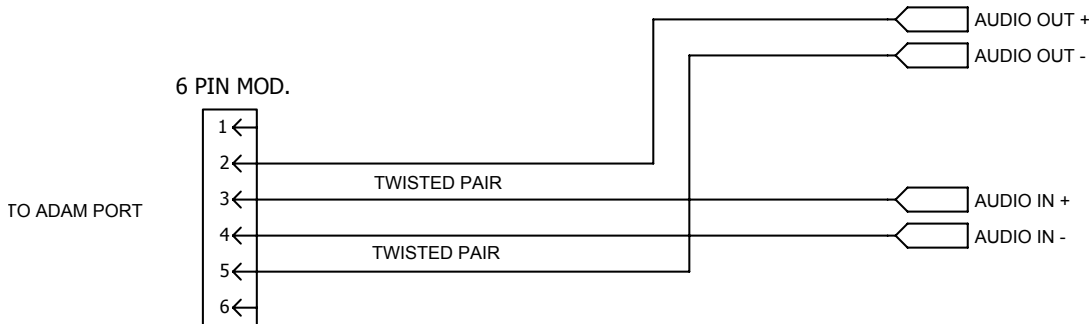 AUDIO OUT +
AUDIO OUT -
6 PIN MOD.
1
2
TWISTED PAIR
3
TO ADAM PORT
AUDIO IN +
4
AUDIO IN -
TWISTED PAIR
5
6